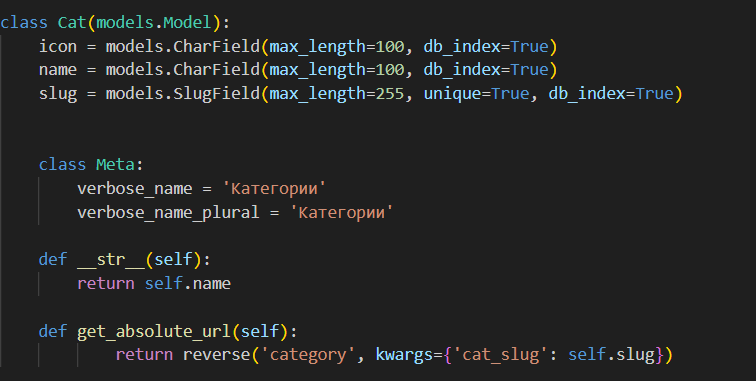 class Cat(models.Model):
    icon = models.CharField(max_length=100, db_index=True)
    name = models.CharField(max_length=100, db_index=True)
    slug = models.SlugField(max_length=255, unique=True, db_index=True)
    class Meta:
        verbose_name = 'Категории'
        verbose_name_plural = 'Категории'
    def __str__(self):
        return self.name
    def get_absolute_url(self):
            return reverse('category', kwargs={'cat_slug': self.slug})